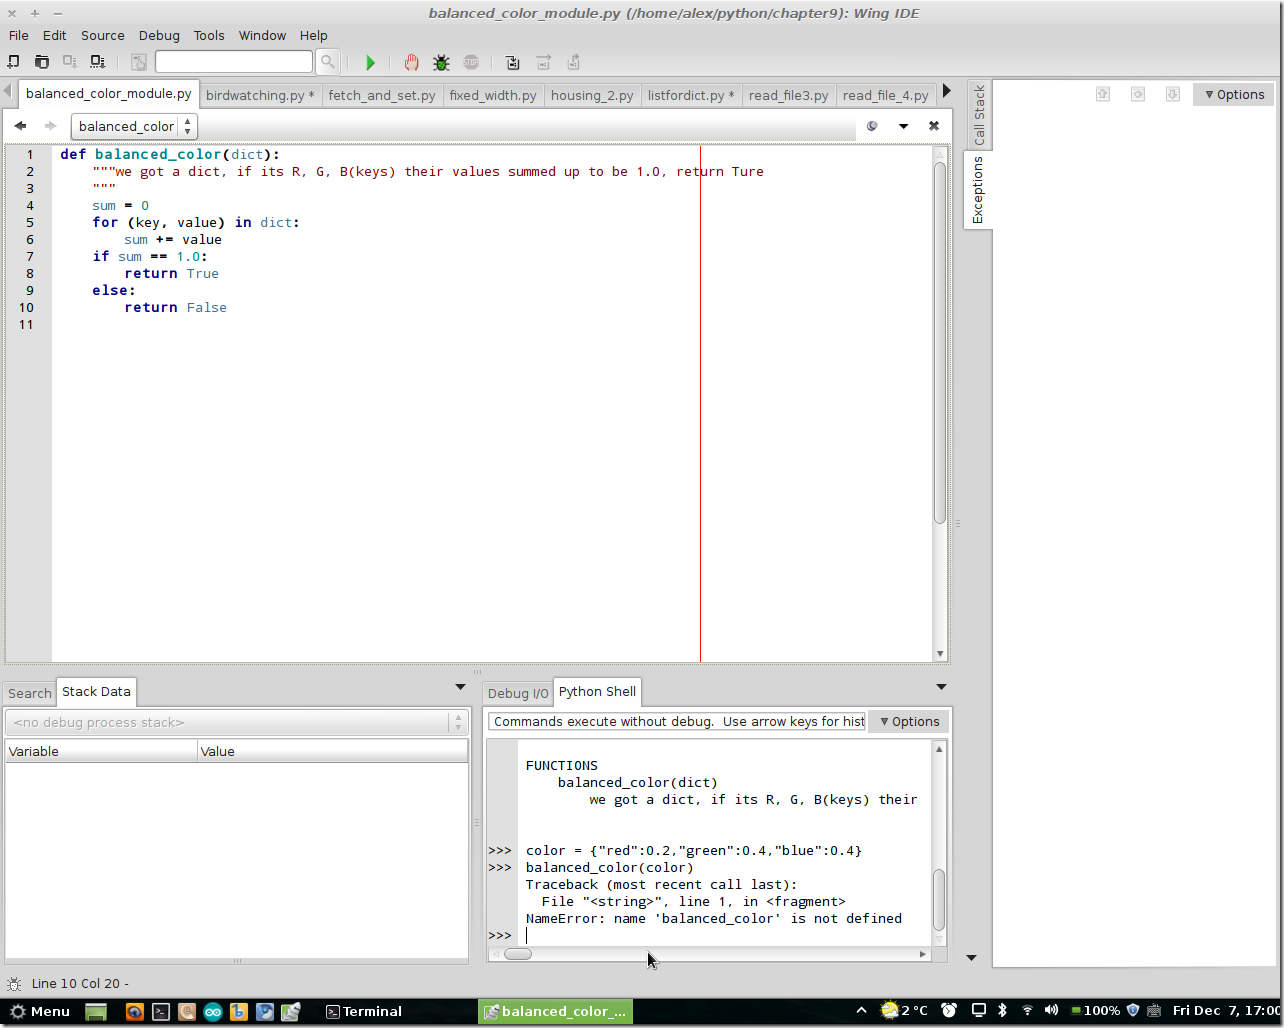 balanced_color_module.py (/home/alex/python/chapter9): Wing IDE
File Edit Source Debug Tools Window Help
balanced_color_module.py birdwatching.py * fetch_and_set.py fixed_width.py housing_2.py listfordict.py * read_file3.py read_file_4.py
balanced_color
1 def balanced_color(dict):
2 """we got a dict, if its R, G, B(keys) their values summed up to be 1.0, return Ture
3 """
4 sum = 0
5 for (key, value) in dict:
6 sum += value
7 if sum == 1.0:
8 return True
9 else:
10 return False
11
Call Stack
Exceptions
Options
Search Stack Data
<no debug process stack>
Variable Value
Debug I/O Python Shell
Commands execute without debug.  Use arrow keys for hist
Options
FUNCTIONS
balanced_color(dict)
we got a dict, if its R, G, B(keys) their
>>> color = {"red":0.2,"green":0.4,"blue":0.4}
>>> balanced_color(color)
Traceback (most recent call last):
File "<string>", line 1, in <fragment>
NameError: name 'balanced_color' is not defined
>>>
Line 10 Col 20 -
Menu Terminal balanced_color_... 2 °C 100% Fri Dec 7, 17:00